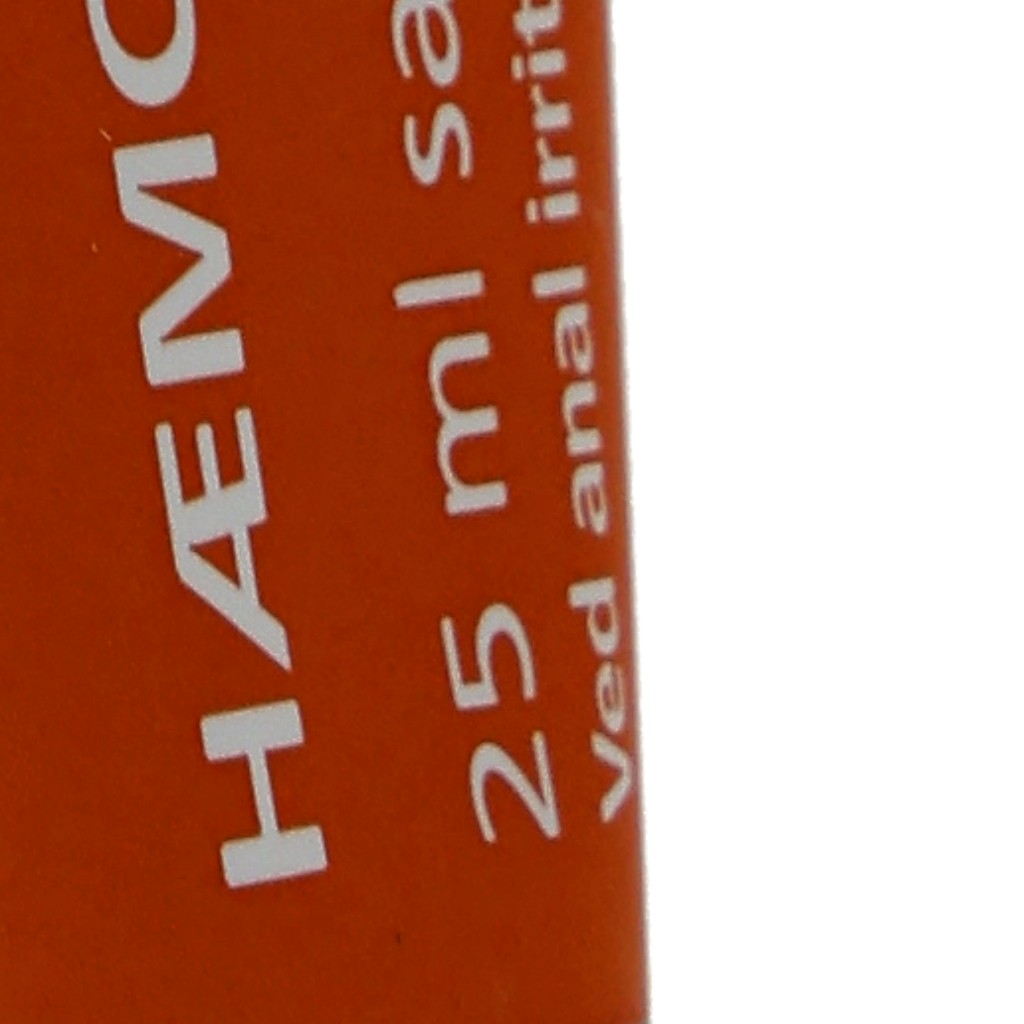 HÆMO
25 ml sa
Ved anal irrit